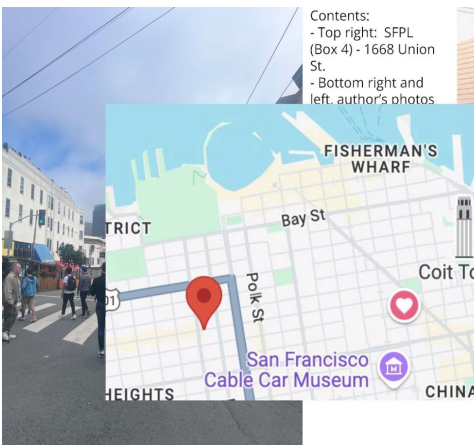 Contents:
- Top right: SFPL
(Box 4) - 1668 Union
St.
- Bottom right and
left, author's photos
FISHERMAN'S
WHARF
TRICT
Bay St
Coit To
01
Polk St
San Francisco
Cable Car Museum
HEIGHTS
CHINA